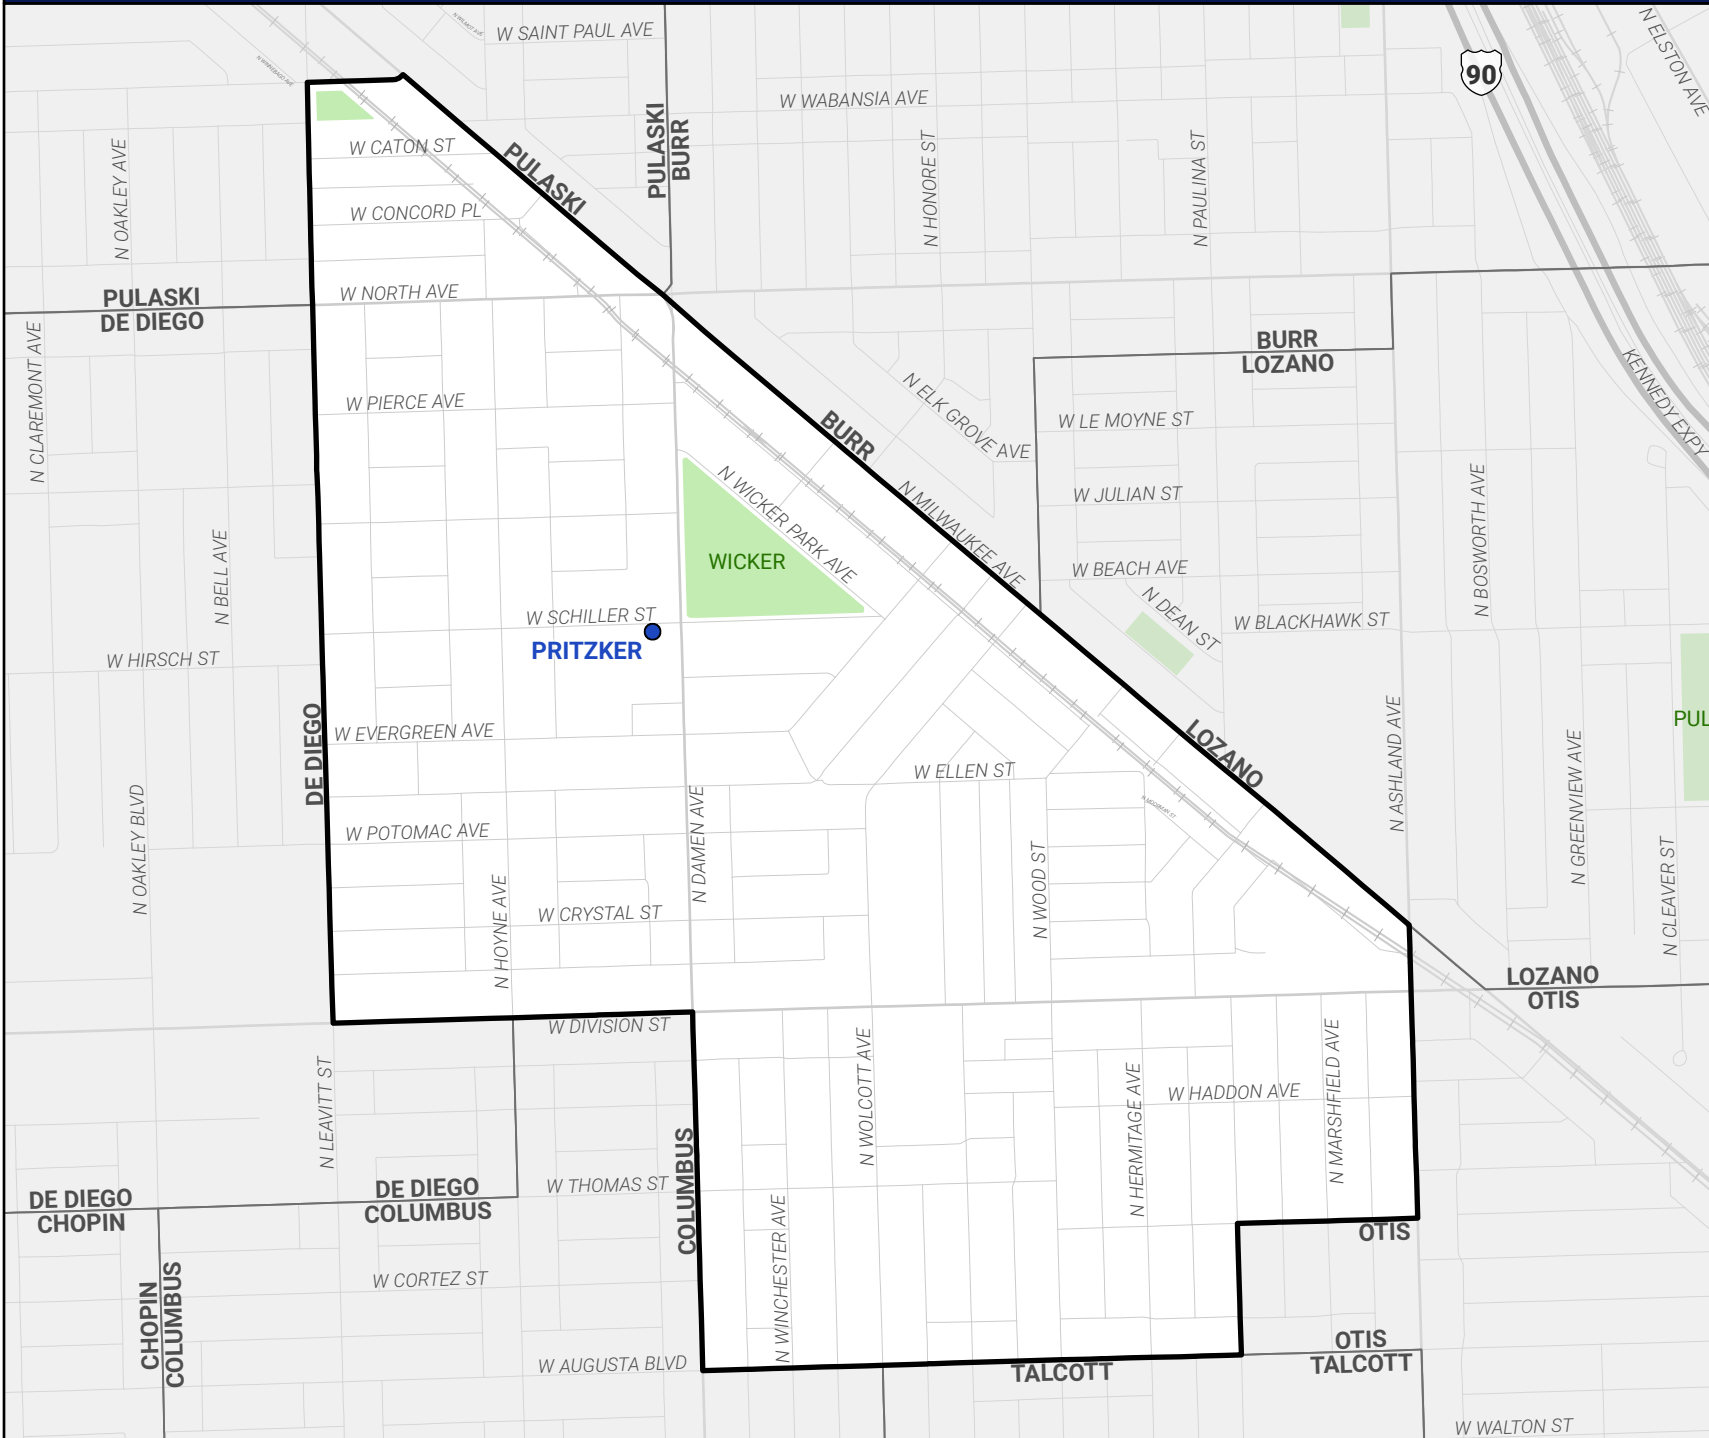 N WILMOT AVE
W SAINT PAUL AVE
N ELSTON AVE
90
N WINNEBAGO AVE
W WABANSIA AVE
PULASKI
BURR
N OAKLEY AVE
W CATON ST
PULASKI
N HONORE ST
N PAULINA ST
W CONCORD PL
W NORTH AVE
PULASKI
DE DIEGO
N CLAREMONT AVE
BURR
LOZANO
KENNEDY EXPY
W PIERCE AVE
N ELK GROVE AVE
BURR
W LE MOYNE ST
N WICKER PARK AVE
N MILWAUKEE AVE
W JULIAN ST
N BOSWORTH AVE
WICKER
N BELL AVE
W BEACH AVE
N DEAN ST
W SCHILLER ST
W BLACKHAWK ST
PRITZKER
W HIRSCH ST
DE DIEGO
W EVERGREEN AVE
LOZANO
N ASHLAND AVE
PUL
N GREENVIEW AVE
W ELLEN ST
N OAKLEY BLVD
W POTOMAC AVE
N DAMEN AVE
N WOOD ST
N CLEAVER ST
N HOYNE AVE
W CRYSTAL ST
LOZANO
OTIS
W DIVISION ST
N LEAVITT ST
N WOLCOTT AVE
N HERMITAGE AVE
W HADDON AVE
N MARSHFIELD AVE
COLUMBUS
W THOMAS ST
DE DIEGO
CHOPIN
DE DIEGO
COLUMBUS
N WINCHESTER AVE
OTIS
CHOPIN
COLUMBUS
W CORTEZ ST
W AUGUSTA BLVD
TALCOTT
OTIS
TALCOTT
W WALTON ST